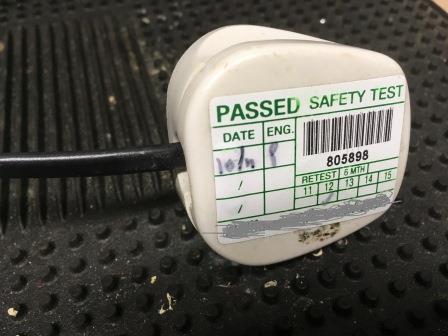 PASSED SAFETY TEST
DATE ENG.
805898
/
RETEST 6 MTH
11 12 13 14 15
/